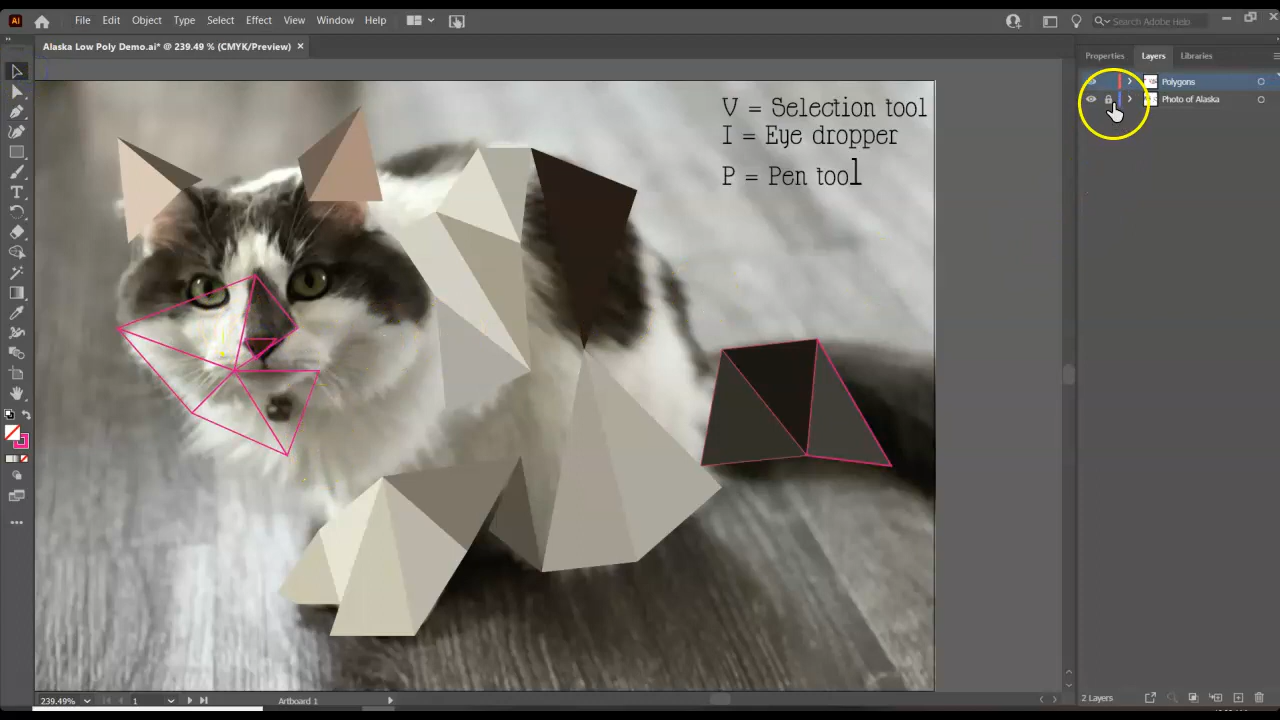 Ai File Edit Object Type Select Effect View Window Help Search Adobe Help
Alaska Low Poly Demo.ai* @ 239.49 % (CMYK/Preview) ×
Properties Layers Libraries
Polygons
Photo of Alaska
V = Selection tool
I = Eye dropper
P = Pen tool
239.49% 1 Artboard 1
2 Layers